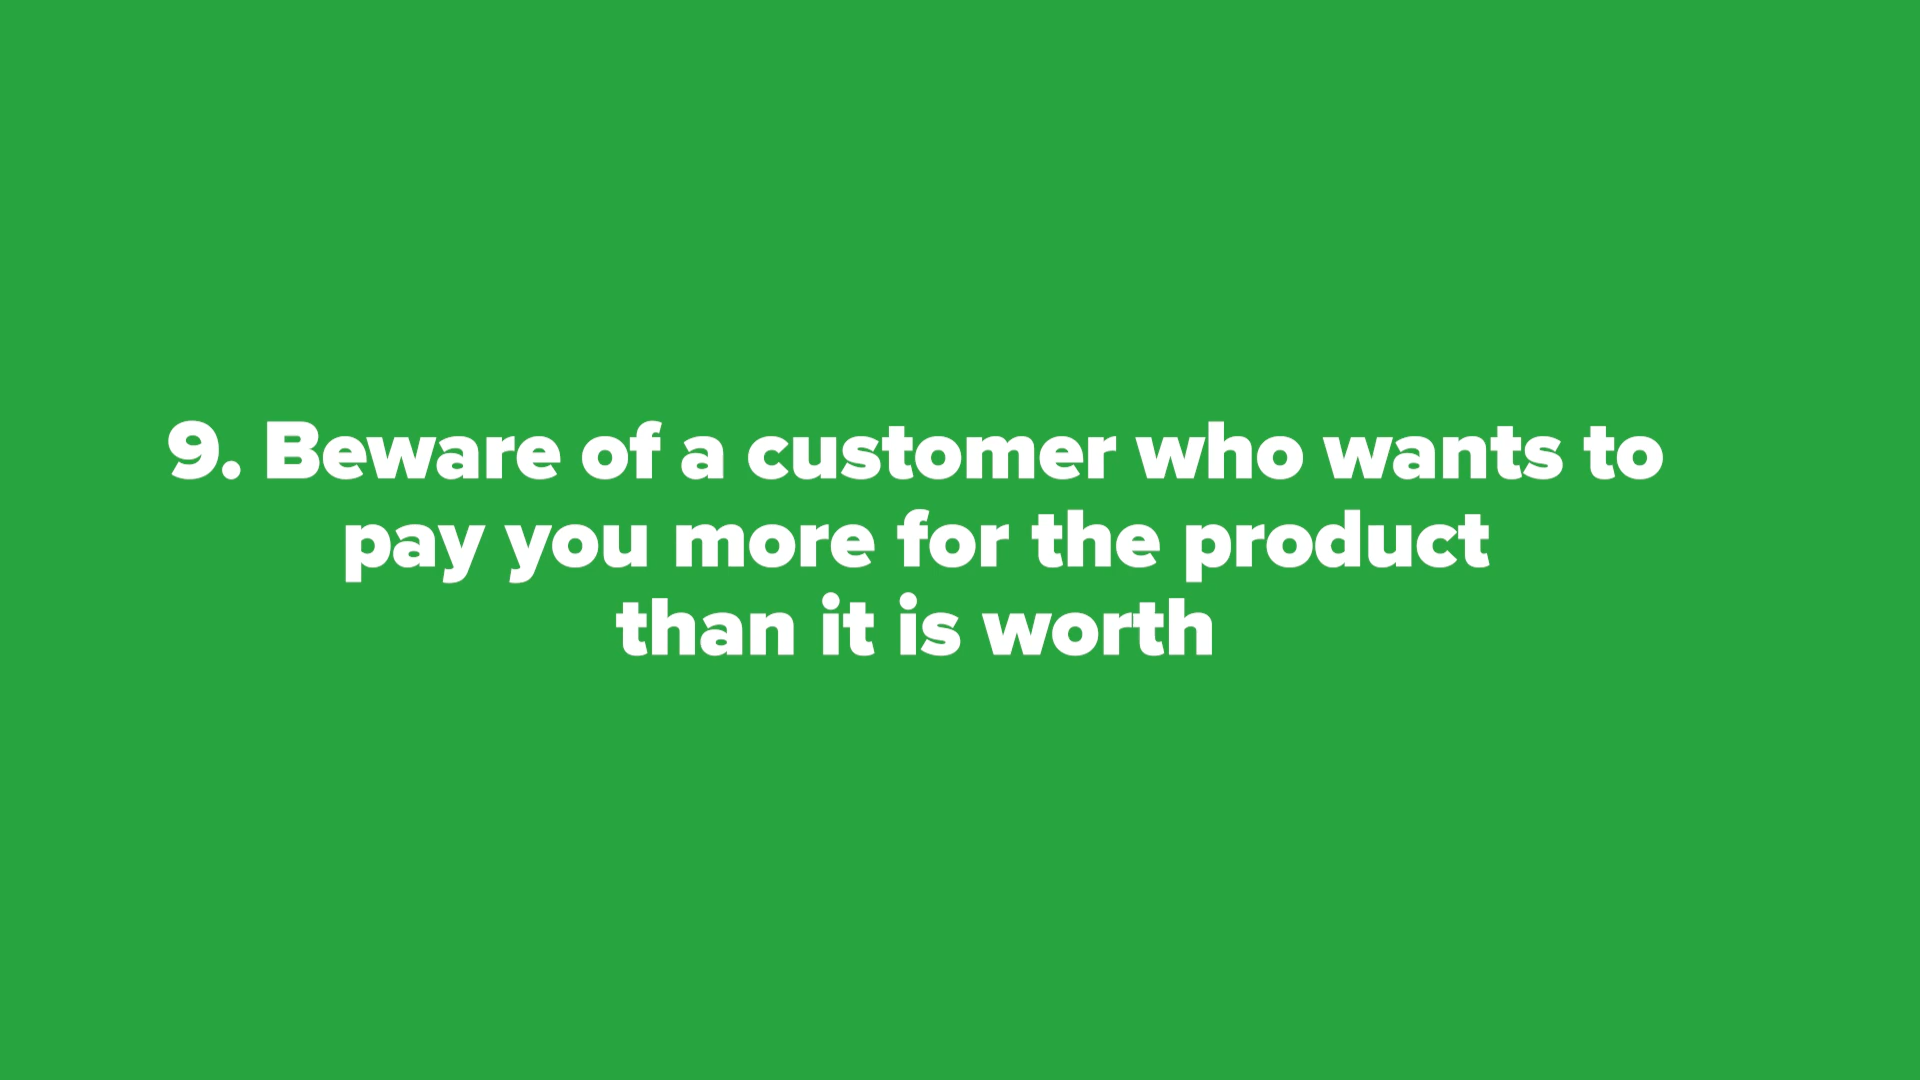 9. Beware of a customer who wants to
pay you more for the product
than it is worth